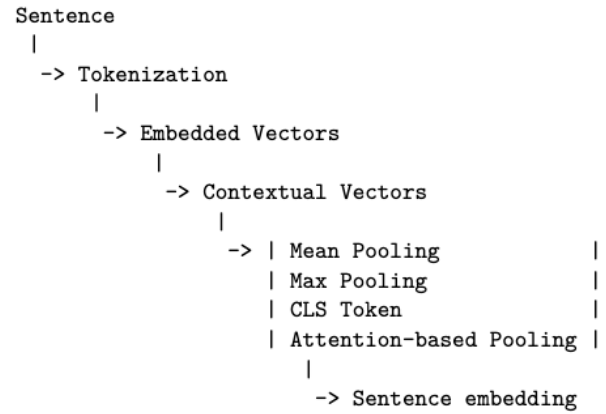 Sentence
|
-> Tokenization
|
-> Embedded Vectors
|
-> Contextual Vectors
|
-> | Mean Pooling |
| Max Pooling |
| CLS Token |
| Attention-based Pooling |
|
-> Sentence embedding